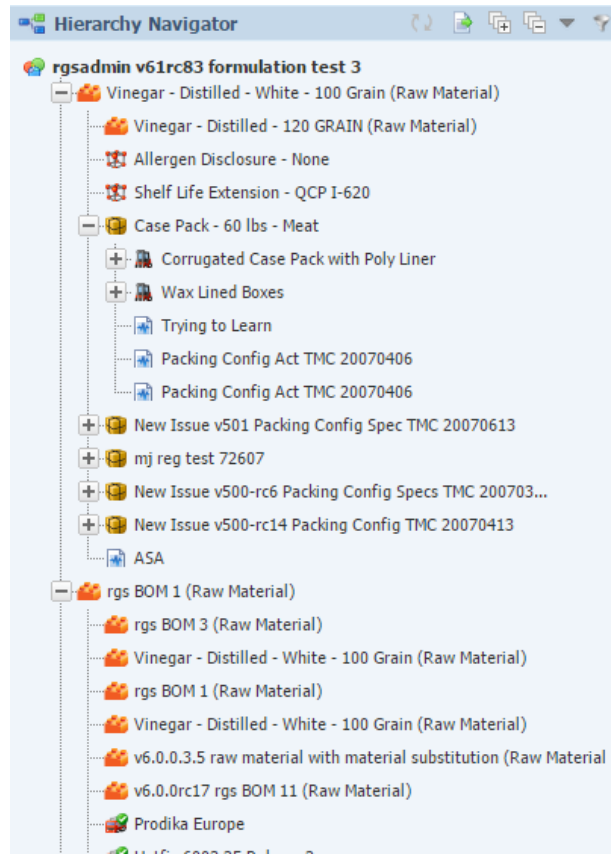 Hierarchy Navigator
rgsadmin v61rc83 formulation test 3
Vinegar - Distilled - White - 100 Grain (Raw Material)
Vinegar - Distilled - 120 GRAIN (Raw Material)
Allergen Disclosure - None
Shelf Life Extension - QCP I-620
Case Pack - 60 lbs - Meat
Corrugated Case Pack with Poly Liner
Wax Lined Boxes
Trying to Learn
Packing Config Act TMC 20070406
Packing Config Act TMC 20070406
New Issue v501 Packing Config Spec TMC 20070613
mj reg test 72607
New Issue v500-rc6 Packing Config Specs TMC 200703...
New Issue v500-rc14 Packing Config TMC 20070413
ASA
rgs BOM 1 (Raw Material)
rgs BOM 3 (Raw Material)
Vinegar - Distilled - White - 100 Grain (Raw Material)
rgs BOM 1 (Raw Material)
Vinegar - Distilled - White - 100 Grain (Raw Material)
v6.0.0.3.5 raw material with material substitution (Raw Material
v6.0.0rc17 rgs BOM 11 (Raw Material)
Prodika Europe